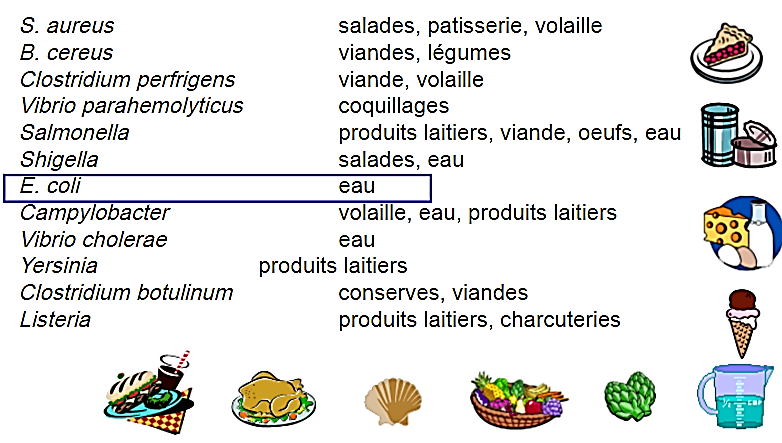 S. aureus salades, patisserie, volaille
B. cereus viandes, légumes
Clostridium perfrigens viande, volaille
Vibrio parahemolyticus coquillages
Salmonella produits laitiers, viande, oeufs, eau
Shigella salades, eau
E. coli eau
Campylobacter volaille, eau, produits laitiers
Vibrio cholerae eau
Yersinia produits laitiers
Clostridium botulinum conserves, viandes
Listeria produits laitiers, charcuteries